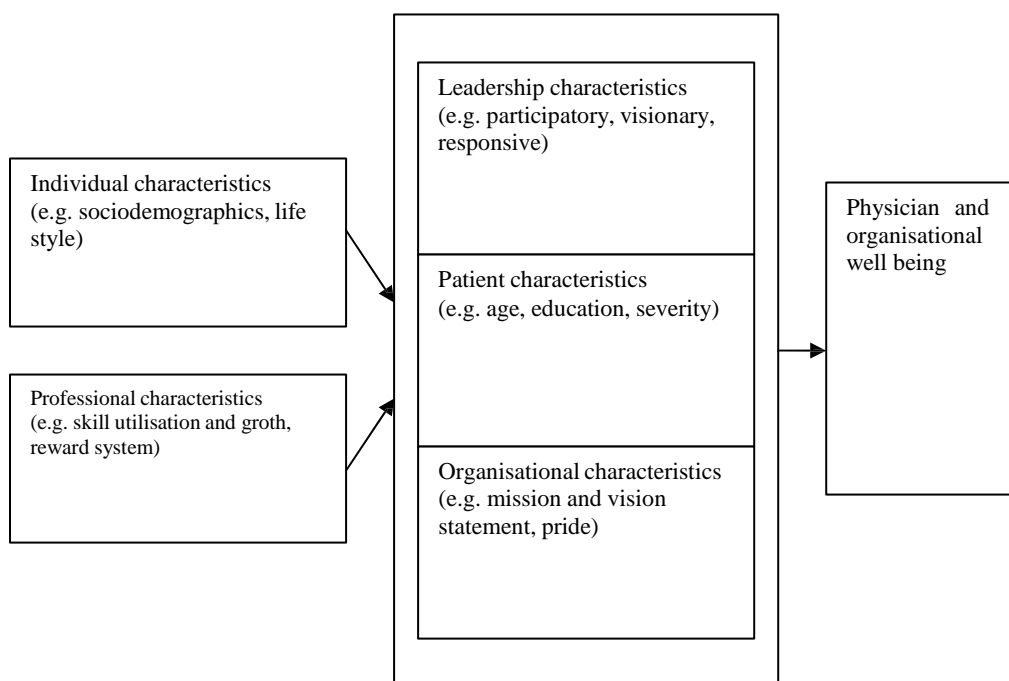 Individual characteristics
(e.g. sociodemographics, life
style)
Professional characteristics
(e.g. skill utilisation and groth,
reward system)
Leadership characteristics
(e.g. participatory, visionary,
responsive)
Patient characteristics
(e.g. age, education, severity)
Organisational characteristics
(e.g. mission and vision
statement, pride)
Physician and
organisational
well being